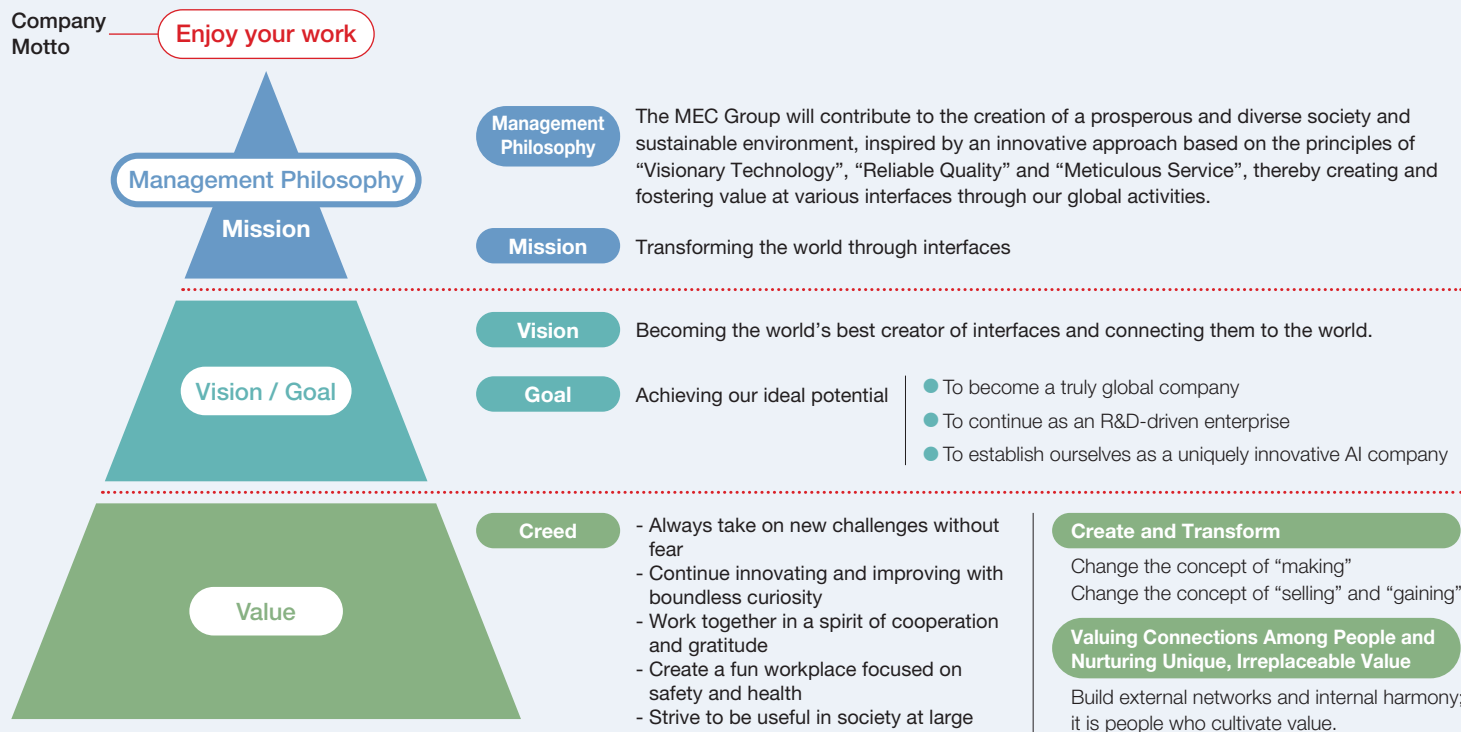 Company
Motto
Enjoy your work
Management Philosophy
Mission
Management
Philosophy
The MEC Group will contribute to the creation of a prosperous and diverse society and
sustainable environment, inspired by an innovative approach based on the principles of
“Visionary Technology”, “Reliable Quality” and “Meticulous Service”, thereby creating and
fostering value at various interfaces through our global activities.
Mission
Transforming the world through interfaces
Vision / Goal
Vision
Becoming the world’s best creator of interfaces and connecting them to the world.
Goal
Achieving our ideal potential
To become a truly global company
To continue as an R&D-driven enterprise
To establish ourselves as a uniquely innovative AI company
Value
Creed
- Always take on new challenges without
fear
- Continue innovating and improving with
boundless curiosity
- Work together in a spirit of cooperation
and gratitude
- Create a fun workplace focused on
safety and health
- Strive to be useful in society at large
Create and Transform
Change the concept of “making”
Change the concept of “selling” and “gaining”
Valuing Connections Among People and
Nurturing Unique, Irreplaceable Value
Build external networks and internal harmony;
it is people who cultivate value.